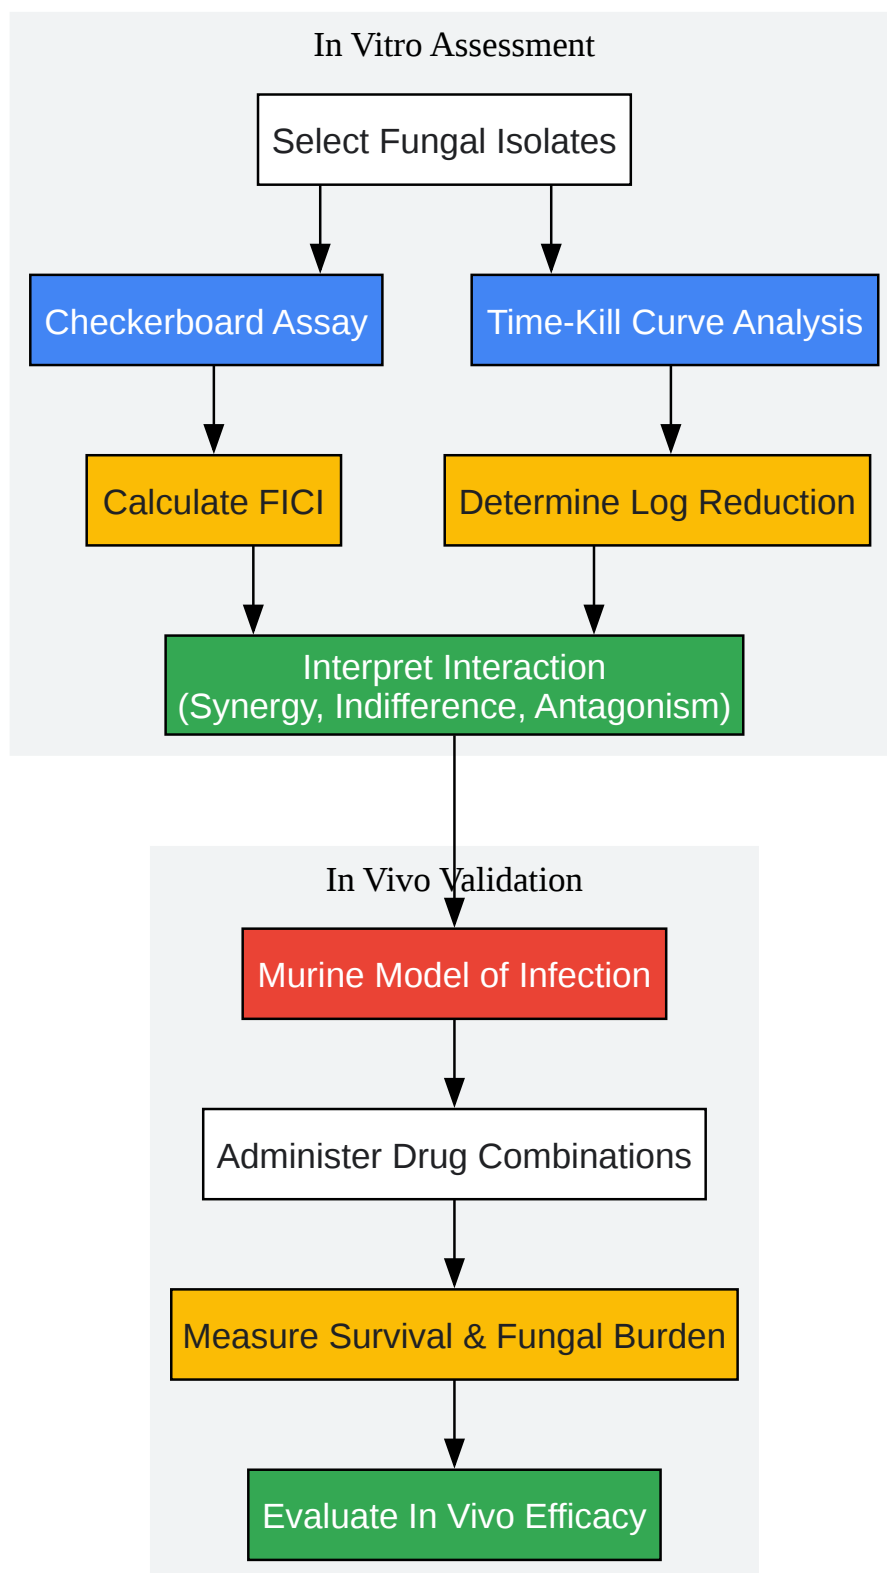 In Vitro Assessment
Select Fungal Isolates
Checkerboard Assay
Time-Kill Curve Analysis
Calculate FICI
Determine Log Reduction
Interpret Interaction
(Synergy, Indifference, Antagonism)
In Vivo Validation
Murine Model of Infection
Administer Drug Combinations
Measure Survival & Fungal Burden
Evaluate In Vivo Efficacy